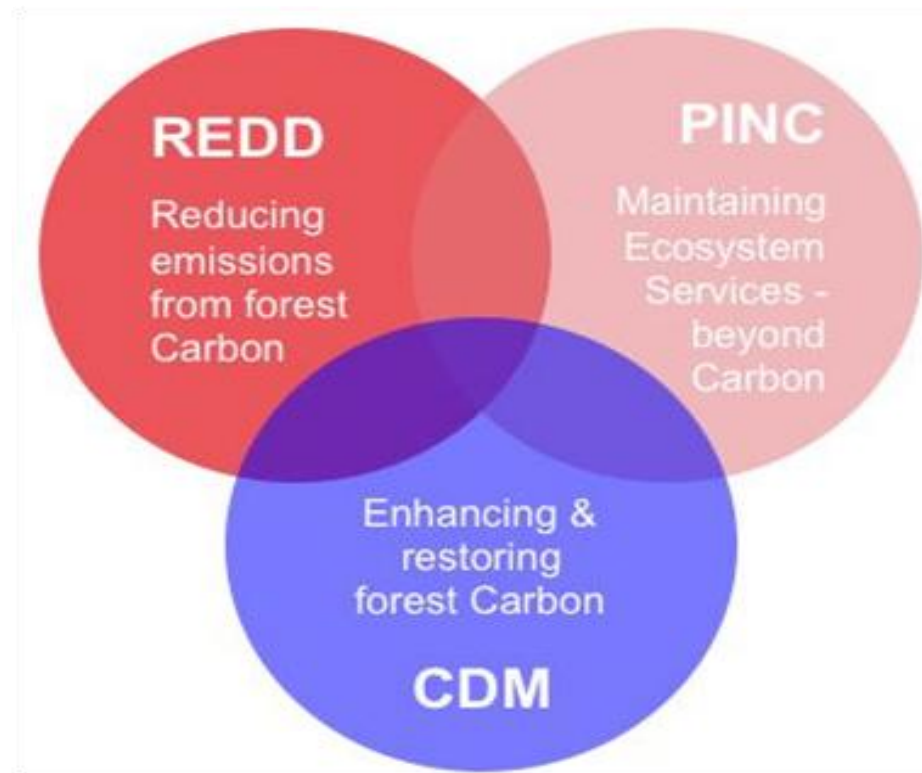 REDD
Reducing
emissions
from forest
Carbon
PINC
Maintaining
Ecosystem
Services -
beyond
Carbon
Enhancing &
restoring
forest Carbon
CDM